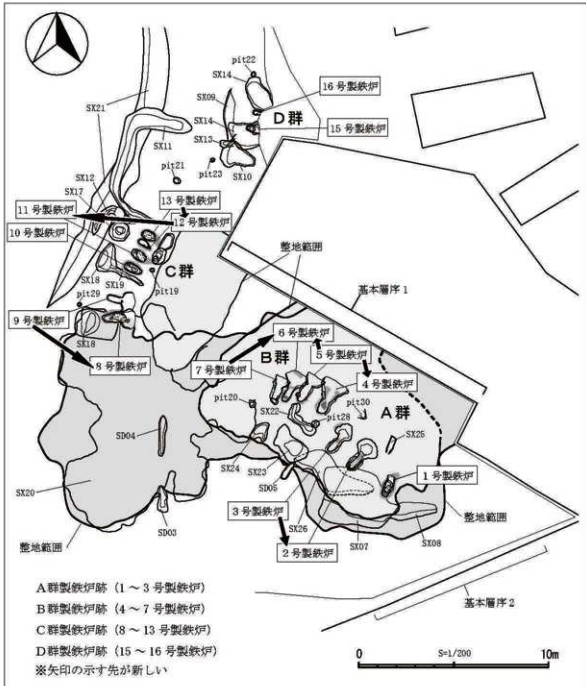 pit22
SX14
SX21
SX09
16号製鉄炉
D群
SX14
15号製鉄炉
SX11
SX13
SX10
pit21
pit23
SX12
SX17
13号製鉄炉
11号製鉄炉
12号製鉄炉
10号製鉄炉
整地範囲
C群
SX18
SX19
pit19
基本層序1
pit29
9号製鉄炉
6号製鉄炉
SX18
B群
5号製鉄炉
8号製鉄炉
7号製鉄炉
4号製鉄炉
A群
pit20
pit30
SX22
pit28
SX25
SD04
SX24
SX23
1号製鉄炉
SX20
SD05
3号製鉄炉
SX26
整地範囲
SD03
2号製鉄炉
SX07
SX08
整地範囲
基本層序2
A群製鉄炉跡(1~3号製鉄炉)
B群製鉄炉跡(4~7号製鉄炉)
C群製鉄炉跡(8~13号製鉄炉)
D群製鉄炉跡(15~16号製鉄炉)
※矢印の示す先が新しい
0 S=1/200 10m